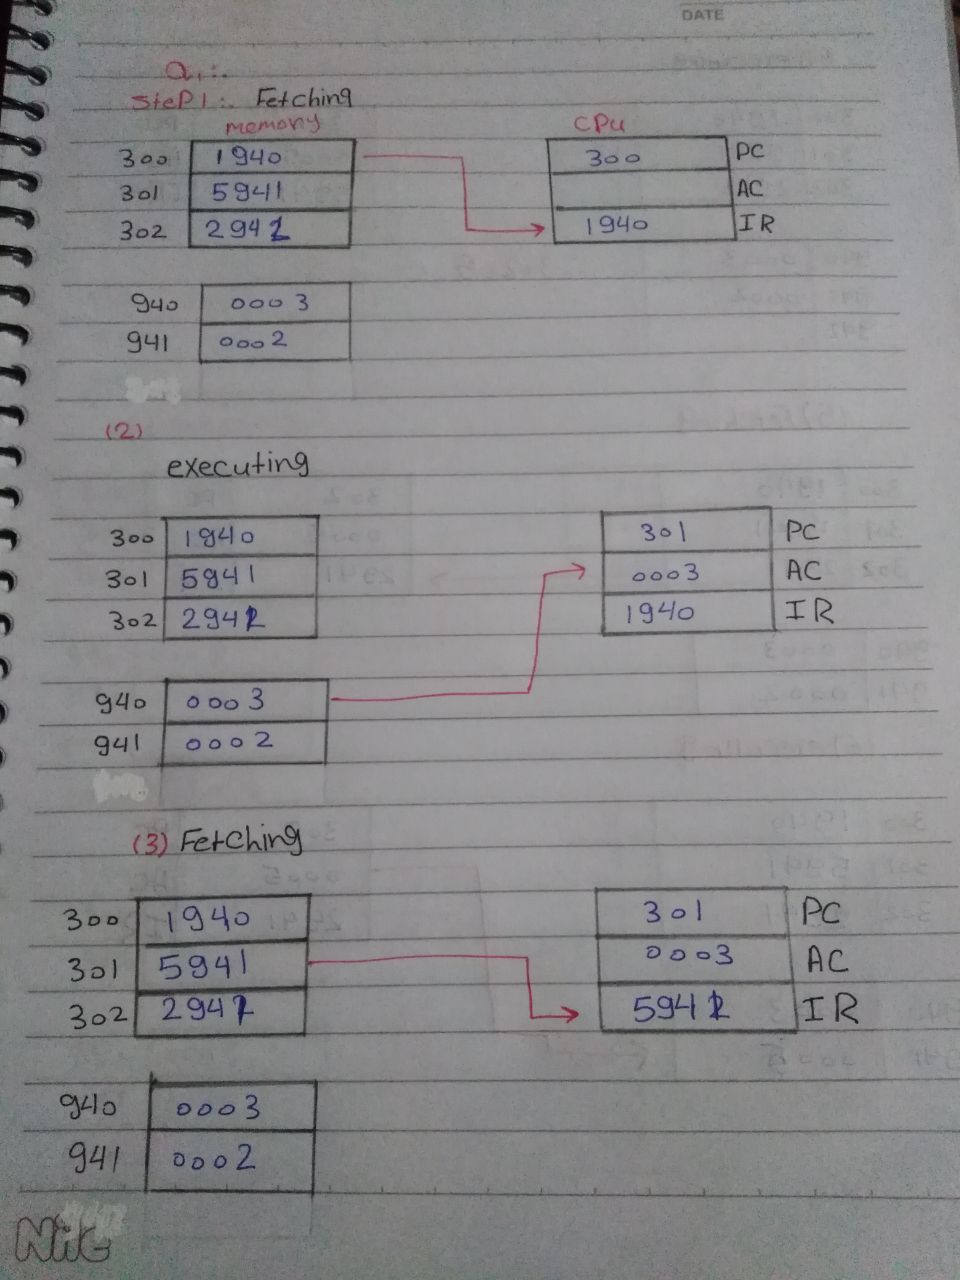 DATE
Q1:.
Step1:. Fetching
memory CPU
300 1940 300 PC
301 5941 AC
302 2941 1940 IR
940 0003
941 0002
(2)
executing
300 1940 301 PC
301 5941 0003 AC
302 2941 1940 IR
940 0003
941 0002
(3) Fetching
300 1940 301 PC
301 5941 0003 AC
302 2941 5941 IR
940 0003
941 0002